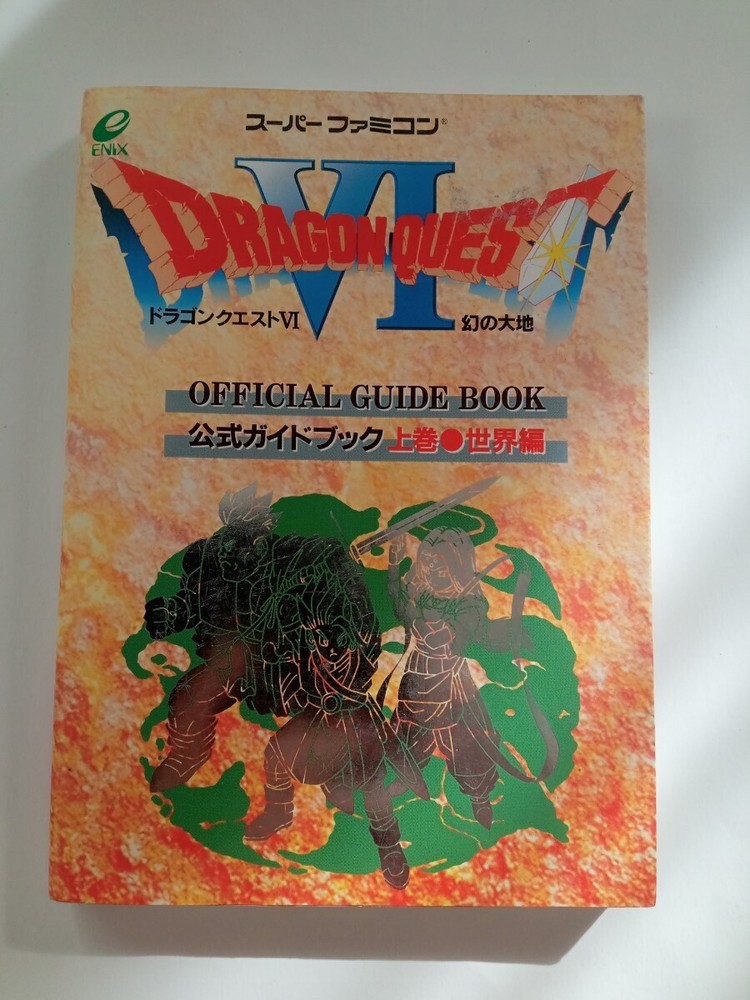 スーパーファミコン®
ENIX
VI
DRAGON QUEST
ドラゴンクエストVI 幻の大地
OFFICIAL GUIDE BOOK
公式ガイドブック 上巻●世界編